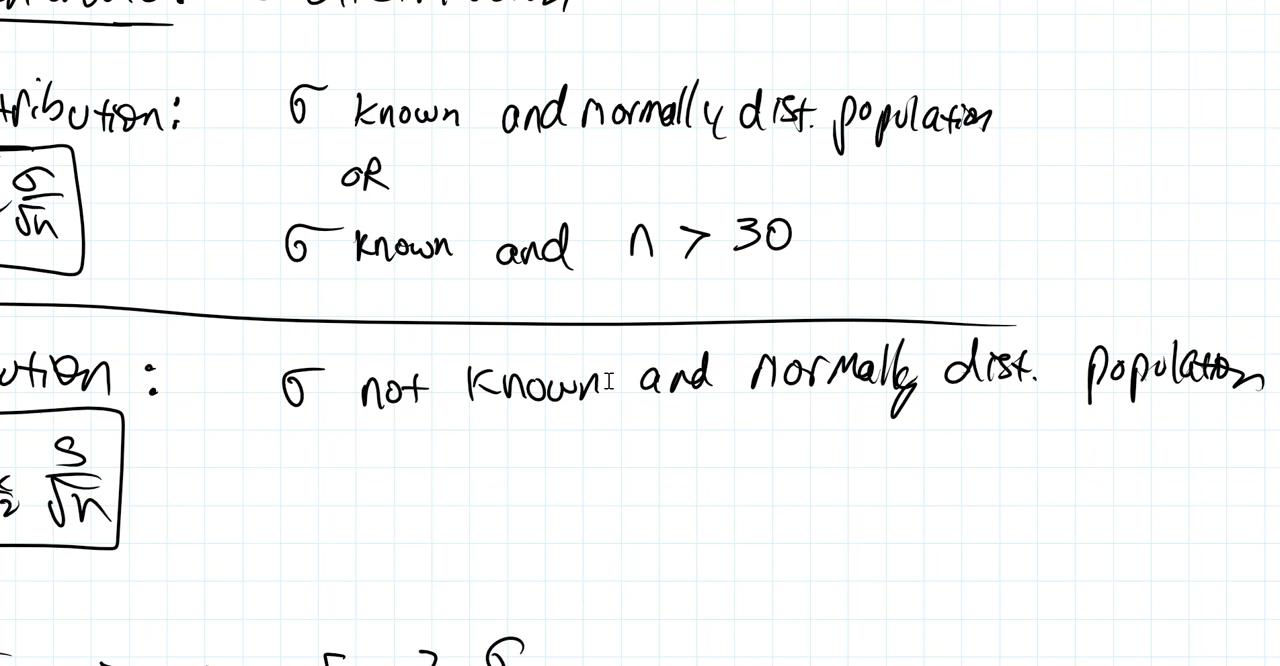 tribution: σ known and normally dist. population
OR
σ/√n
σ known and n > 30
ution: σ not known and normally dist. population
s/√n